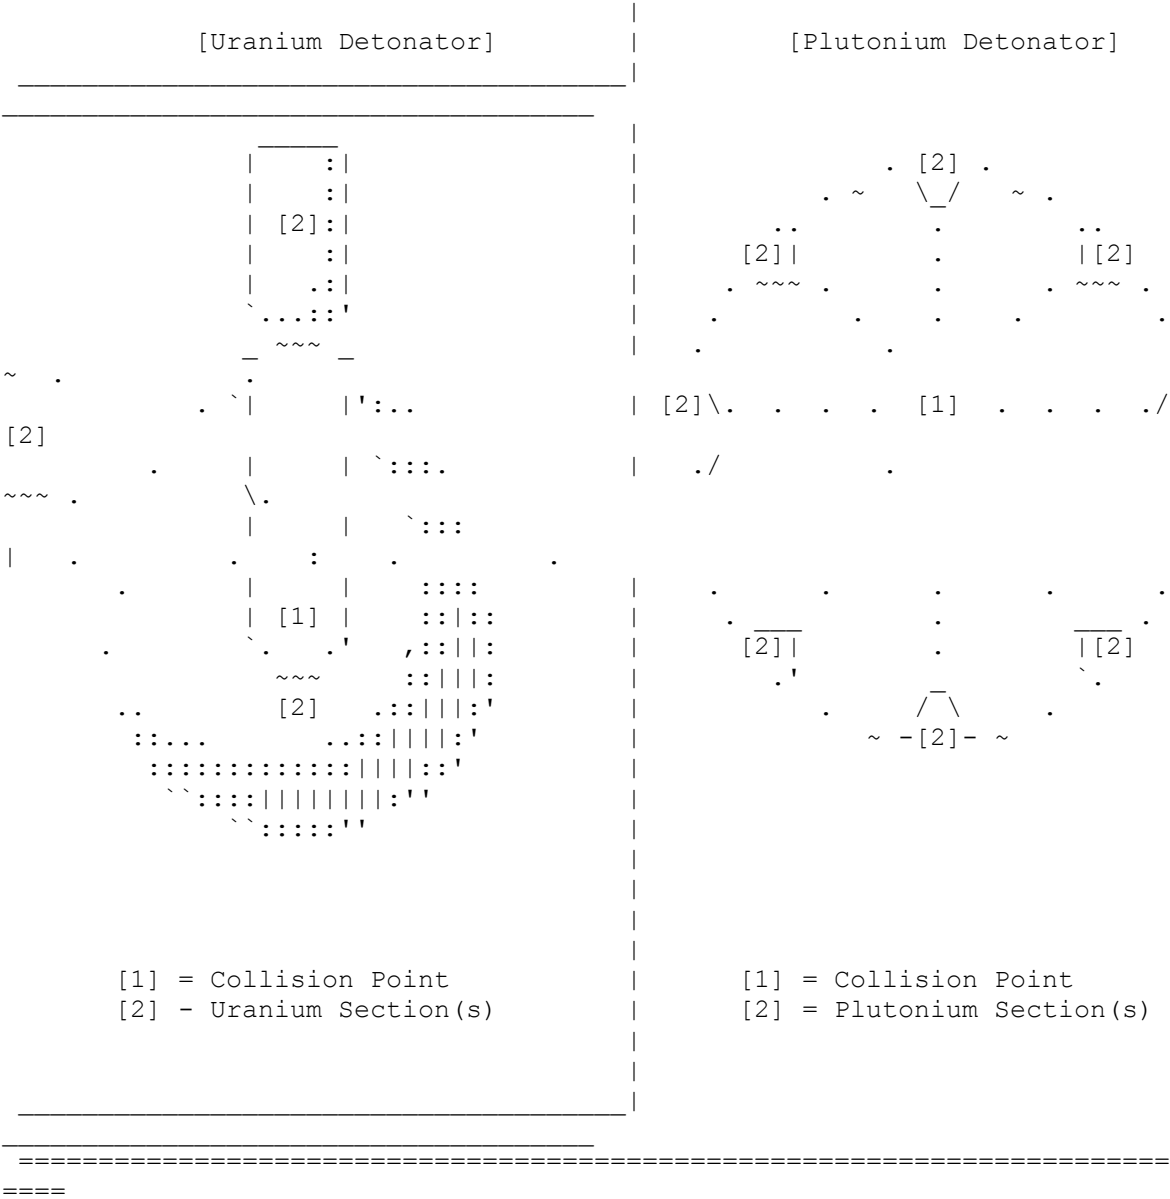 [Uranium Detonator] [Plutonium Detonator]
[2]
[2]
[2] [2]
[2] [1] [2]
[1]
[2] [2]
[2]
[2]
[1] = Collision Point [1] = Collision Point
[2] - Uranium Section(s) [2] = Plutonium Section(s)